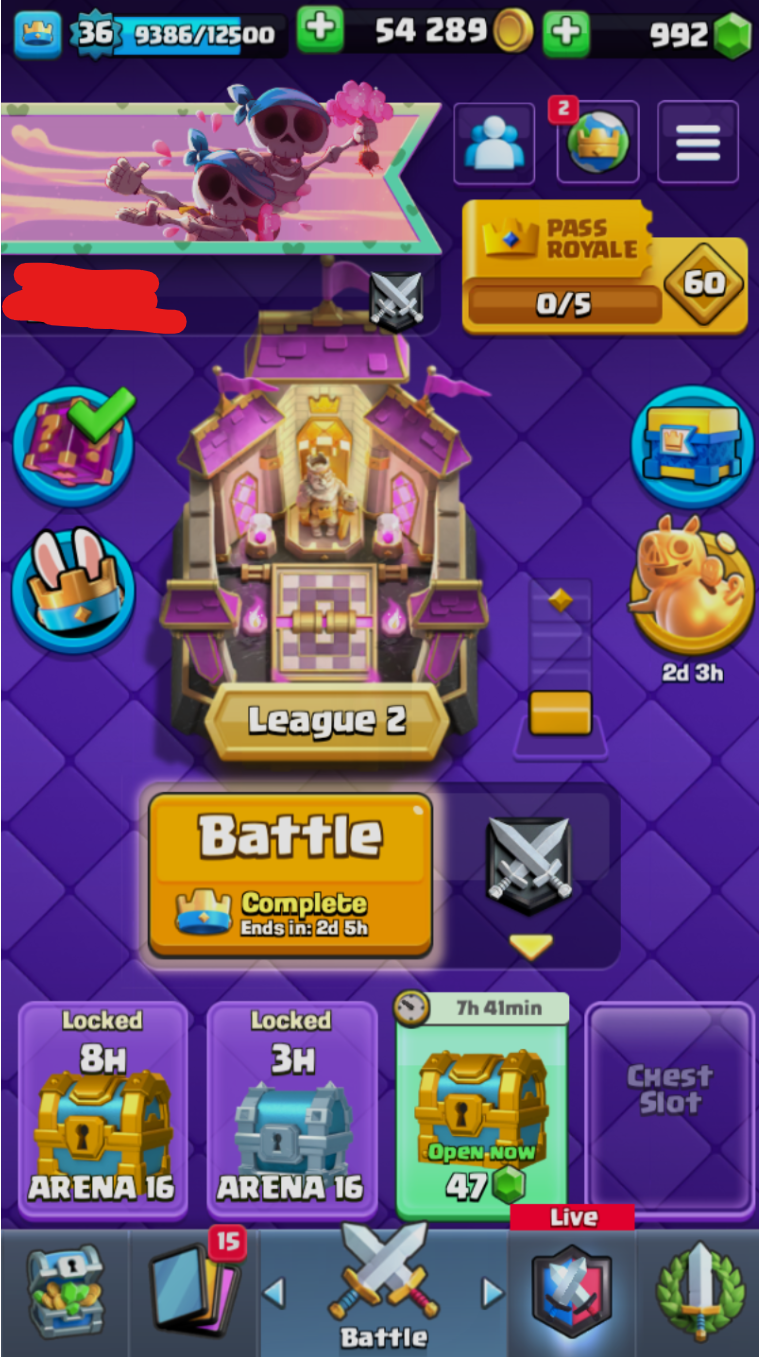 36 9386/12500 54 289 992
2
PASS
ROYALE
60
0/5
2d 3h
League 2
Battle
Complete
Ends in: 2d 5h
Locked
8H
ARENA 16
Locked
3H
ARENA 16
7h 41min
OPEN NOW
47
CHEST
SLOT
15
Battle
Live